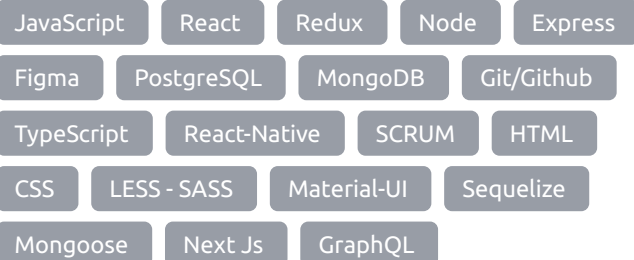 JavaScript React Redux Node Express
Figma PostgreSQL MongoDB Git/Github
TypeScript React-Native SCRUM HTML
CSS LESS - SASS Material-UI Sequelize
Mongoose Next Js GraphQL